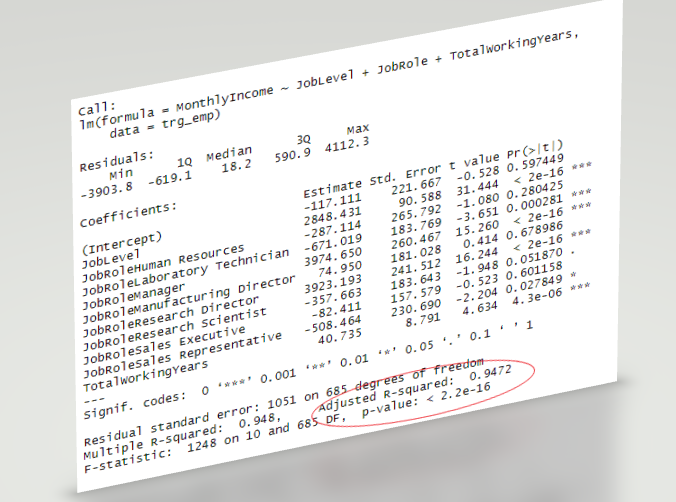 Call:
lm(formula = MonthlyIncome ~ JobLevel + JobRole + TotalWorkingYears,
data = trg_emp)
Residuals:
Min 1Q Median 3Q Max
-3903.8 -619.1 18.2 590.9 4112.3
Coefficients:
Estimate Std. Error t value Pr(>|t|)
(Intercept) -117.111 221.667 -0.528 0.597449
JobLevel 2848.431 90.588 31.444 < 2e-16 ***
JobRoleHuman Resources -287.114 265.792 -1.080 0.280425
JobRoleLaboratory Technician -671.019 183.769 -3.651 0.000281 ***
JobRoleManager 3974.650 260.467 15.260 < 2e-16 ***
JobRoleManufacturing Director 74.950 181.028 0.414 0.678986
JobRoleResearch Director 3923.193 241.512 16.244 < 2e-16 ***
JobRoleResearch Scientist -357.663 183.643 -1.948 0.051870 .
JobRoleSales Executive -82.411 157.579 -0.523 0.601158
JobRoleSales Representative -508.464 230.690 -2.204 0.027849 *
TotalWorkingYears 40.735 8.791 4.634 4.3e-06 ***
---
Signif. codes: 0 ‘***’ 0.001 ‘**’ 0.01 ‘*’ 0.05 ‘.’ 0.1 ‘ ’ 1
Residual standard error: 1051 on 685 degrees of freedom
Multiple R-squared: 0.948, Adjusted R-squared: 0.9472
F-statistic: 1248 on 10 and 685 DF, p-value: < 2.2e-16